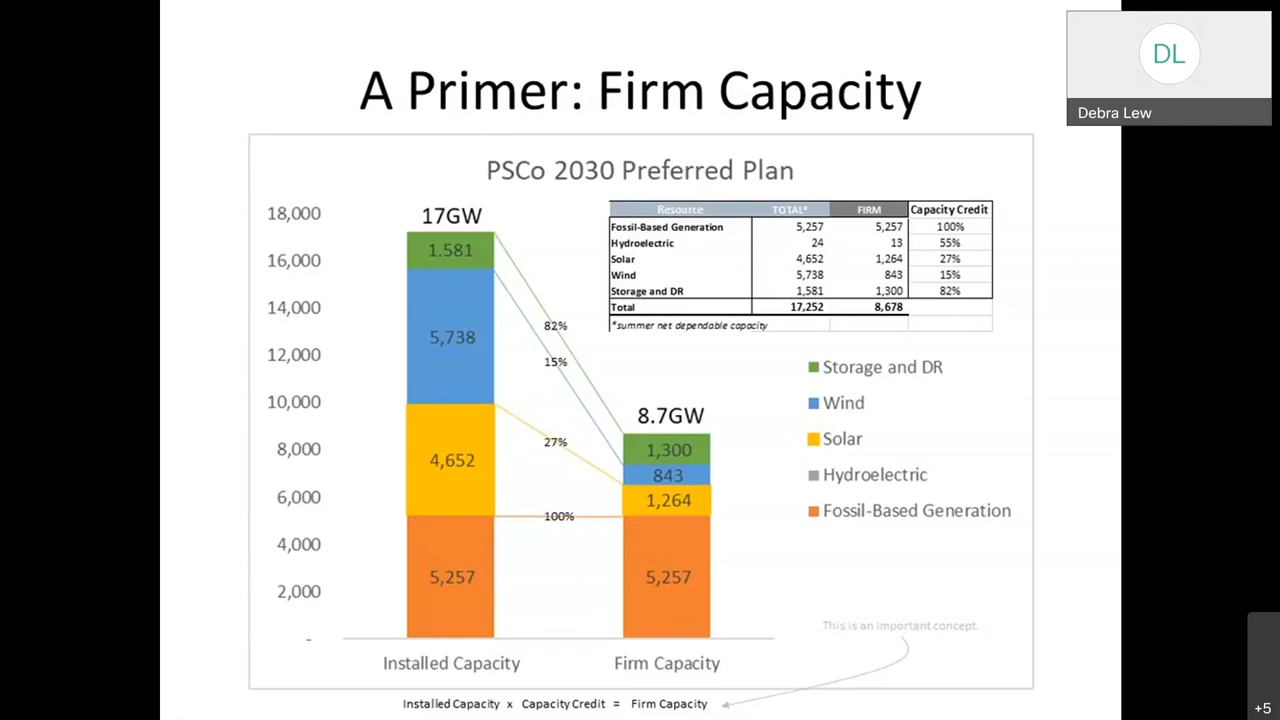 A Primer: Firm Capacity
DL
Debra Lew
PSCo 2030 Preferred Plan
18,000
16,000
14,000
12,000
10,000
8,000
6,000
4,000
2,000
-
17GW
1.581
5,738
4,652
5,257
82%
15%
27%
100%
8.7GW
1,300
843
1,264
5,257
Installed Capacity
Firm Capacity
Resource TOTAL* FIRM Capacity Credit
Fossil-Based Generation 5,257 5,257 100%
Hydroelectric 24 13 55%
Solar 4,652 1,264 27%
Wind 5,738 843 15%
Storage and DR 1,581 1,300 82%
Total 17,252 8,678
*summer net dependable capacity
Storage and DR
Wind
Solar
Hydroelectric
Fossil-Based Generation
This is an important concept.
Installed Capacity x Capacity Credit = Firm Capacity
+5